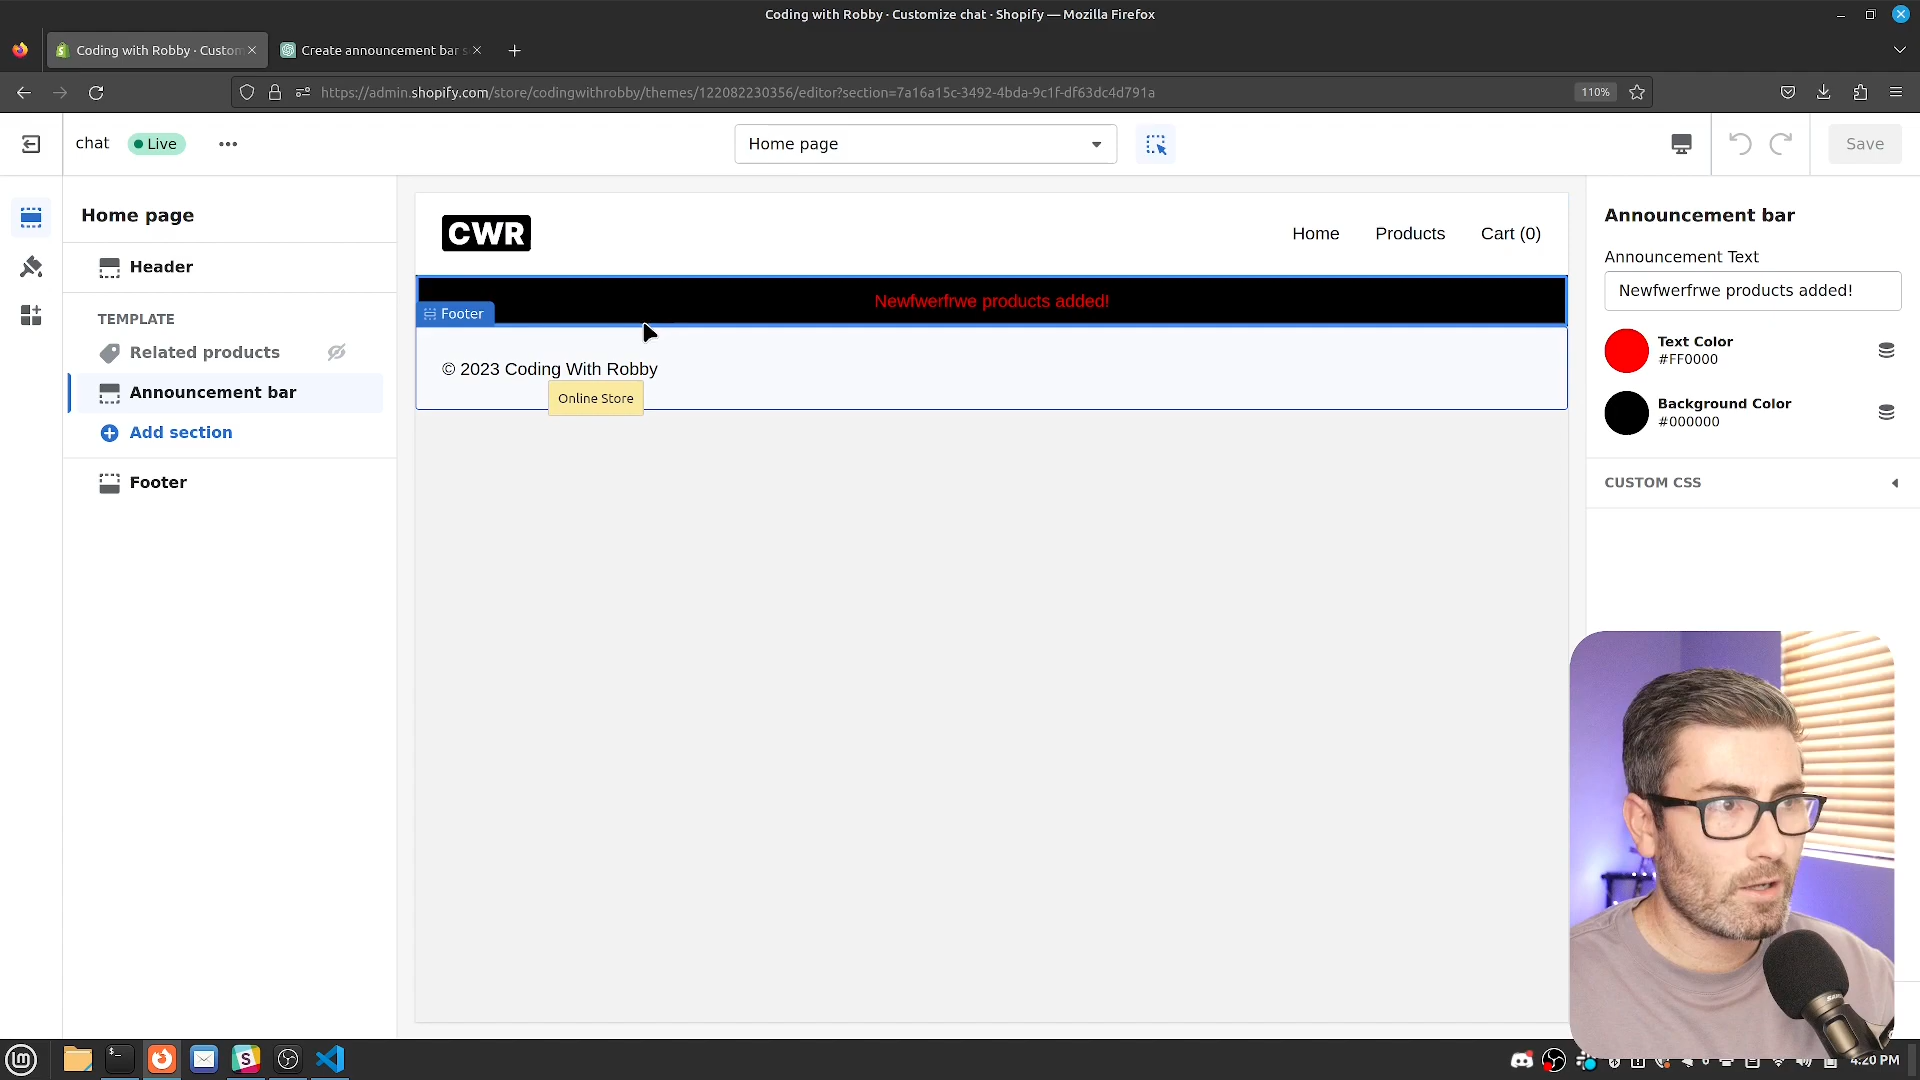 Coding with Robby · Customize chat · Shopify — Mozilla Firefox
Coding with Robby · Custom
Create announcement bar s
https://admin.shopify.com/store/codingwithrobby/themes/122082230356/editor?section=7a16a15c-3492-4bda-9c1f-df63dc4d791a
110%
chat
Live
Home page
Save
Home page
Header
TEMPLATE
Related products
Announcement bar
Add section
Footer
CWR
Home
Products
Cart (0)
Newfwerfrwe products added!
Footer
© 2023 Coding With Robby
Online Store
Announcement bar
Announcement Text
Newfwerfrwe products added!
Text Color
#FF0000
Background Color
#000000
CUSTOM CSS
4:20 PM